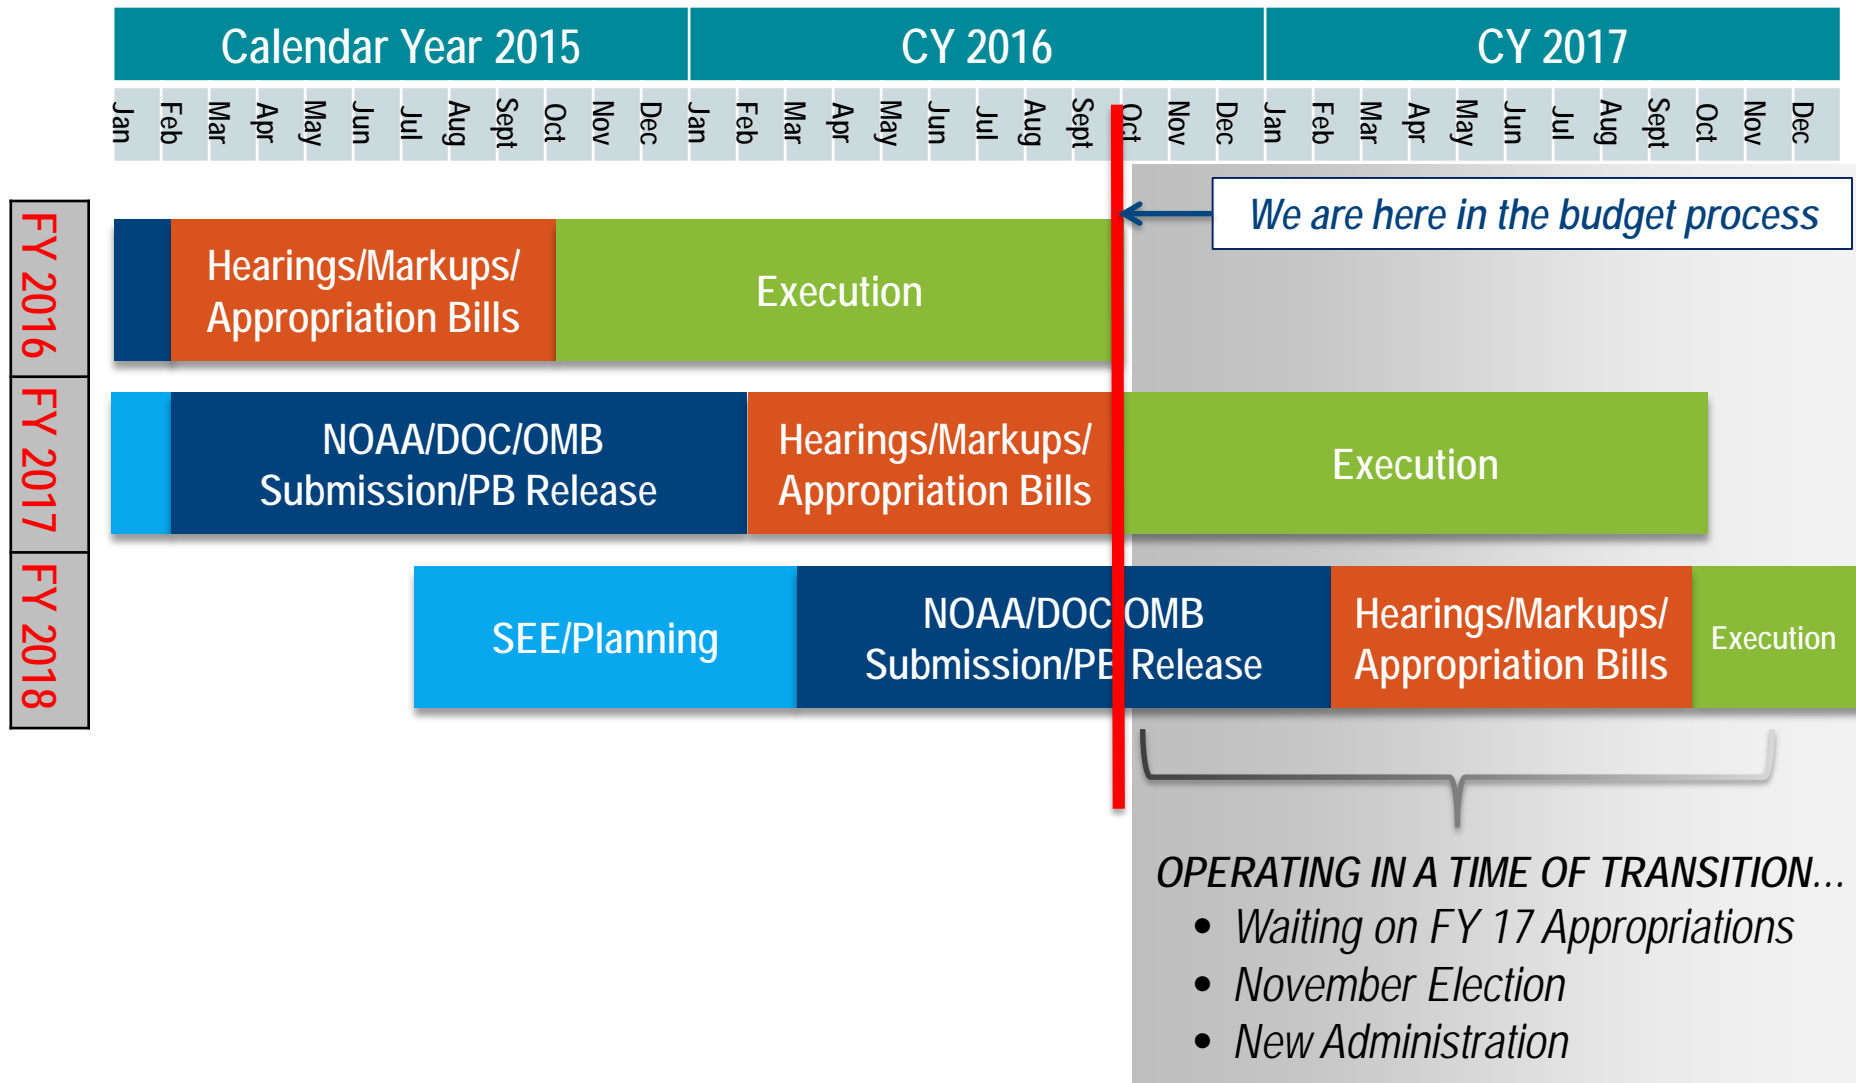 Calendar Year 2015
CY 2016
CY 2017
Jan
Feb
Mar
Apr
May
Jun
Jul
Aug
Sept
Oct
Nov
Dec
Jan
Feb
Mar
Apr
May
Jun
Jul
Aug
Sept
Oct
Nov
Dec
Jan
Feb
Mar
Apr
May
Jun
Jul
Aug
Sept
Oct
Nov
Dec
We are here in the budget process
FY 2016
Hearings/Markups/
Appropriation Bills
Execution
FY 2017
NOAA/DOC/OMB
Submission/PB Release
Hearings/Markups/
Appropriation Bills
Execution
FY 2018
SEE/Planning
NOAA/DOC/OMB
Submission/PB Release
Hearings/Markups/
Appropriation Bills
Execution
OPERATING IN A TIME OF TRANSITION...
• Waiting on FY 17 Appropriations
• November Election
• New Administration